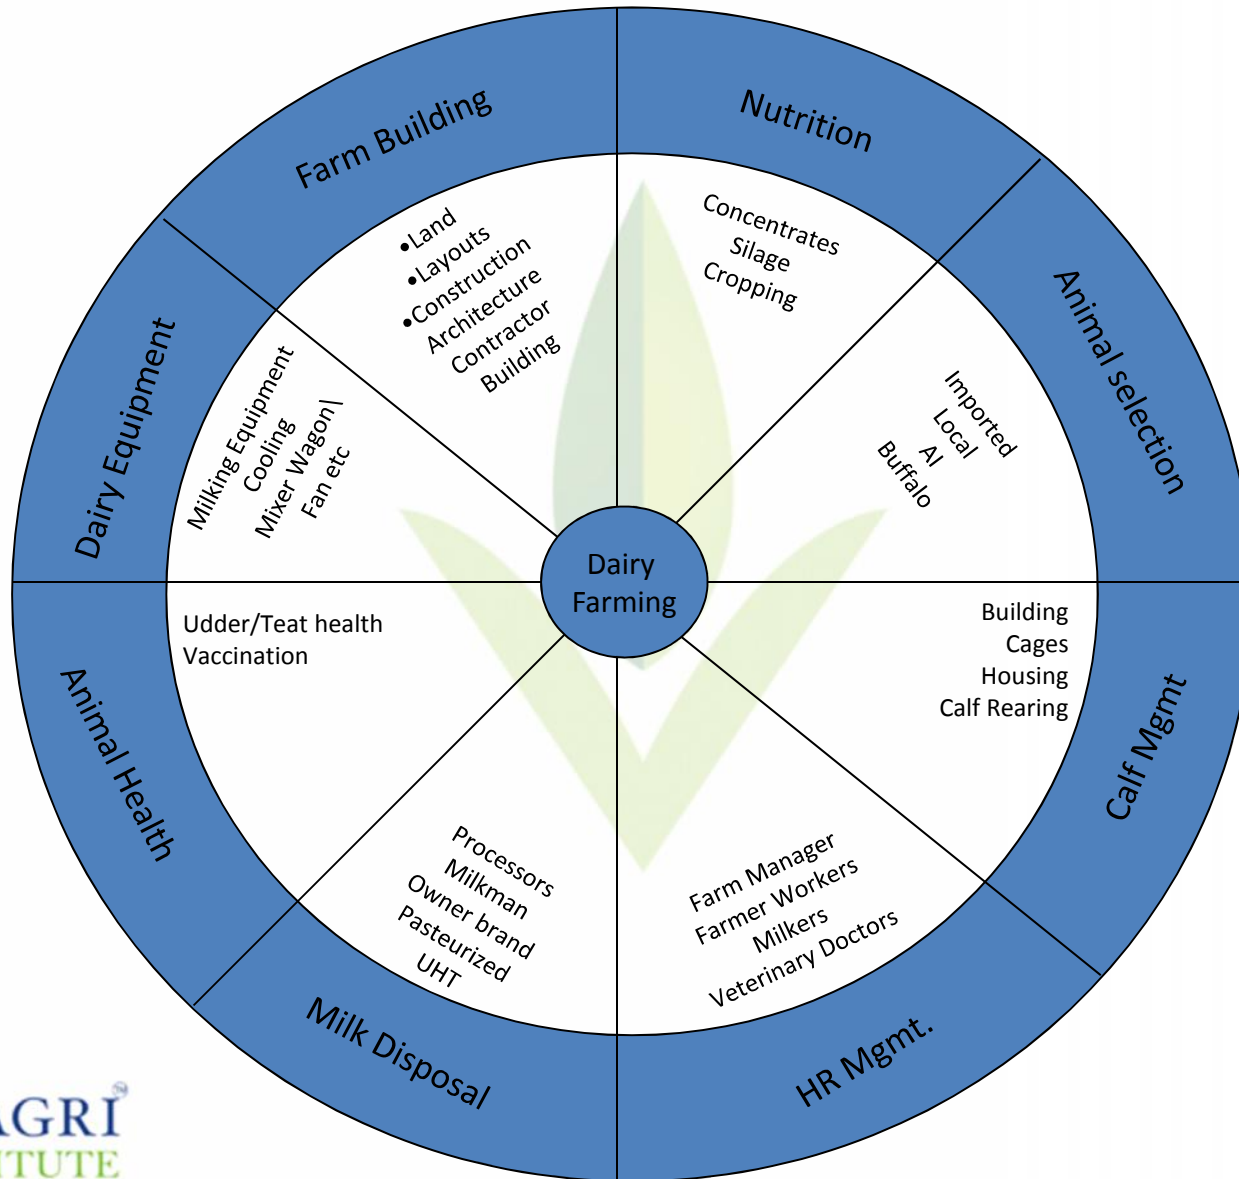 Farm Building
•Land
•Layouts
•Construction
Architecture
Contractor
Building
Nutrition
Concentrates
Silage
Cropping
Animal selection
Imported
Local
AI
Buffalo
Calf Mgmt
Building
Cages
Housing
Calf Rearing
HR Mgmt.
Farm Manager
Farmer Workers
Milkers
Veterinary Doctors
Milk Disposal
Processors
Milkman
Owner brand
Pasteurized
UHT
Animal Health
Udder/Teat health
Vaccination
Dairy Equipment
Milking Equipment
Cooling
Mixer Wagon\
Fan etc
Dairy
Farming
AGRI
TUTE